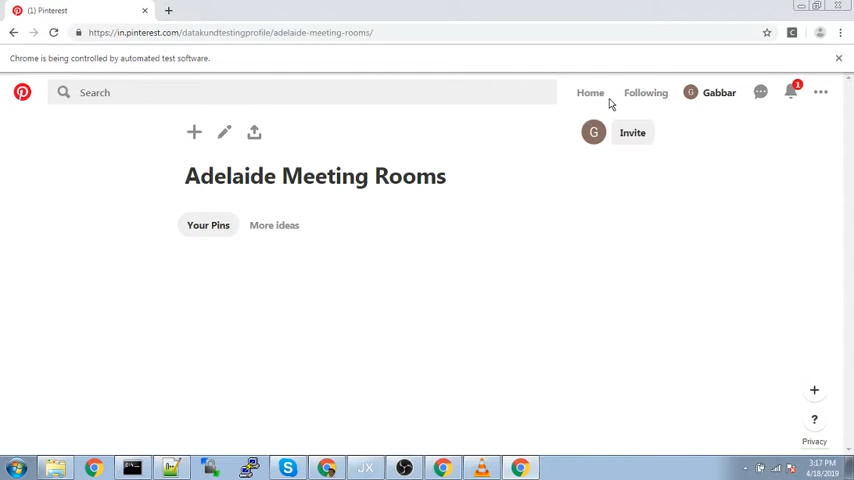 (1) Pinterest
https://in.pinterest.com/datakundtestingprofile/adelaide-meeting-rooms/
C
Chrome is being controlled by automated test software.
Search
Home
Following
G
Gabbar
1
G
Invite
Adelaide Meeting Rooms
Your Pins
More ideas
+
?
Privacy
JX
3:17 PM
4/18/2019